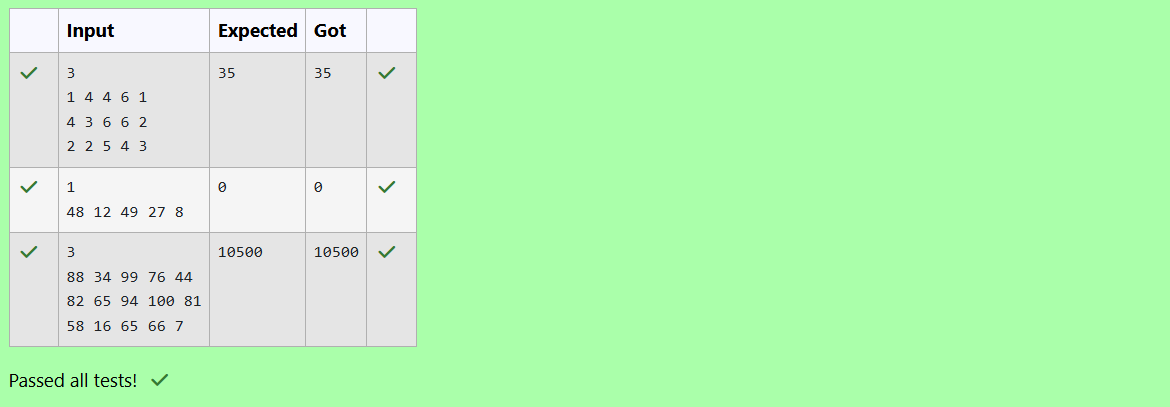 Input Expected Got
3 35 35
1 4 4 6 1
4 3 6 6 2
2 2 5 4 3
1 0 0
48 12 49 27 8
3 10500 10500
88 34 99 76 44
82 65 94 100 81
58 16 65 66 7
Passed all tests!